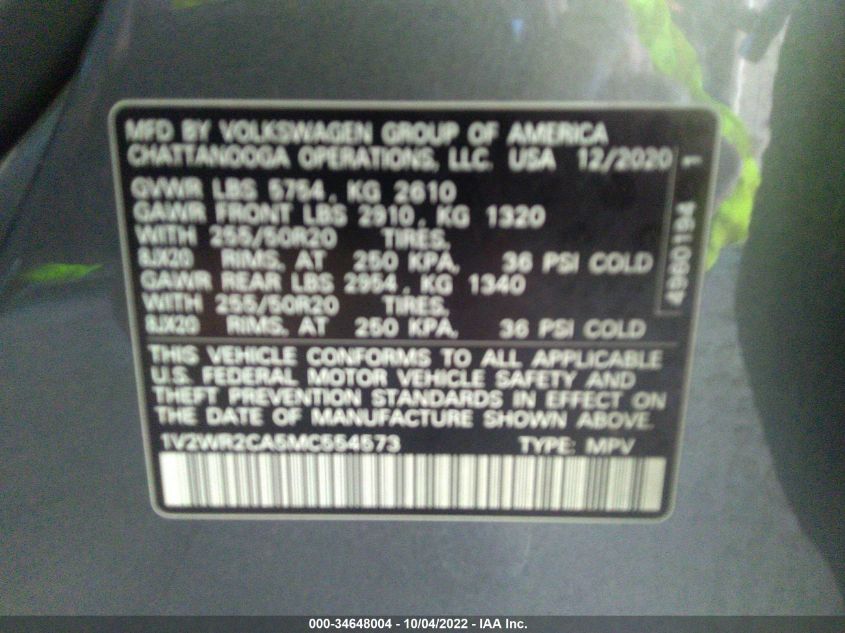 MFD BY VOLKSWAGEN GROUP OF AMERICA
CHATTANOOGA OPERATIONS, LLC. USA 12/2020
GVWR LBS 5754, KG 2610
GAWR FRONT LBS 2910, KG 1320
WITH 255/50R20 TIRES,
8JX20 RIMS, AT 250 KPA, 36 PSI COLD
GAWR REAR LBS 2954, KG 1340
WITH 255/50R20 TIRES,
8JX20 RIMS, AT 250 KPA, 36 PSI COLD
4980194 1
THIS VEHICLE CONFORMS TO ALL APPLICABLE
U.S. FEDERAL MOTOR VEHICLE SAFETY AND
THEFT PREVENTION STANDARDS IN EFFECT ON
THE DATE OF MANUFACTURE SHOWN ABOVE.
1V2WR2CA5MC554573 TYPE: MPV
000-34648004 - 10/04/2022 - IAA Inc.